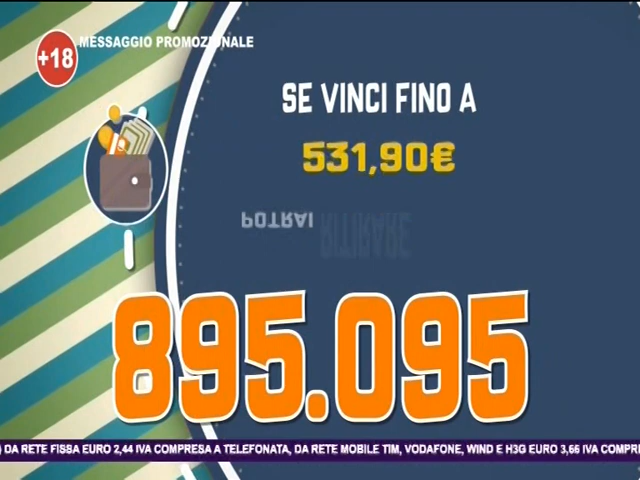 +18 MESSAGGIO PROMOZIONALE
SE VINCI FINO A
531,90€
POTRAI RITIRARE
895.095
DA RETE FISSA EURO 2,44 IVA COMPRESA A TELEFONATA, DA RETE MOBILE TIM, VODAFONE, WIND E H3G EURO 3,66 IVA